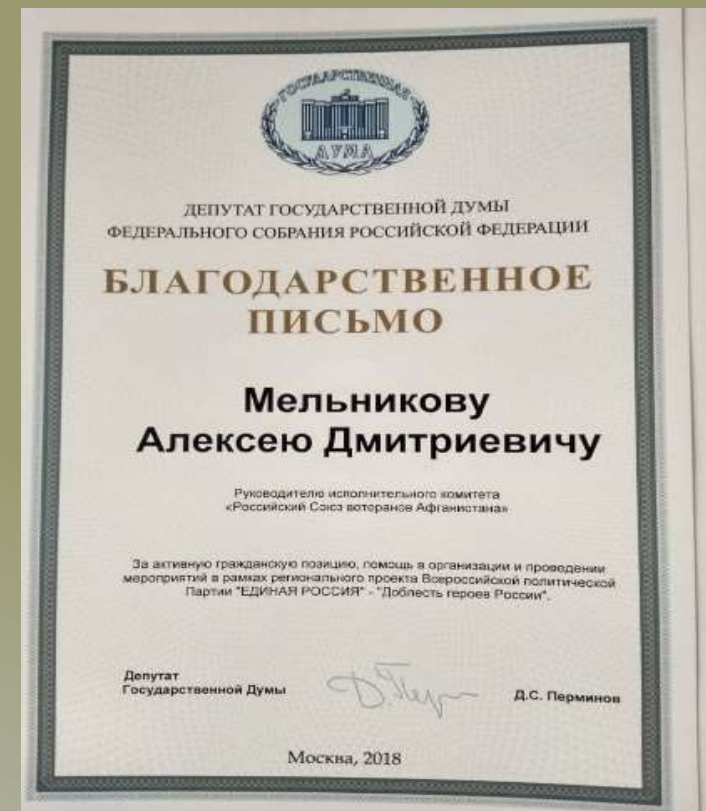 ГОСУДАРСТВЕННАЯ
ДУМА
ДЕПУТАТ ГОСУДАРСТВЕННОЙ ДУМЫ
ФЕДЕРАЛЬНОГО СОБРАНИЯ РОССИЙСКОЙ ФЕДЕРАЦИИ
БЛАГОДАРСТВЕННОЕ
ПИСЬМО
Мельникову
Алексею Дмитриевичу
Руководителю исполнительного комитета
«Российский Союз ветеранов Афганистана»
За активную гражданскую позицию, помощь в организации и проведении
мероприятий в рамках регионального проекта Всероссийской политической
Партии "ЕДИНАЯ РОССИЯ" - "Доблесть героев России".
Депутат
Государственной Думы
Д.С. Перминов
Москва, 2018